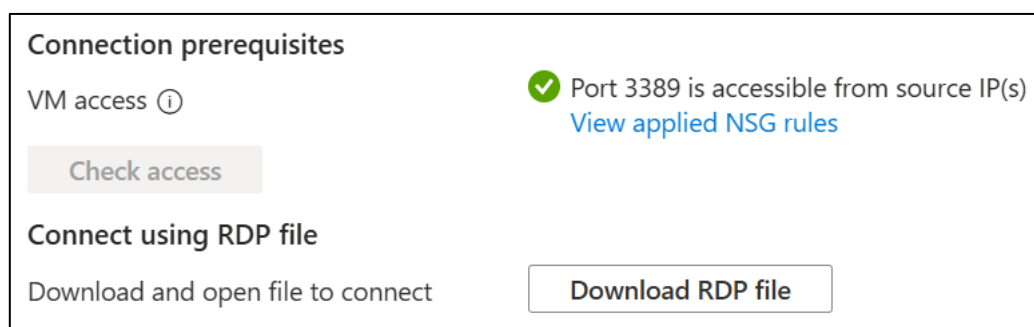 Connection prerequisites
VM access
Port 3389 is accessible from source IP(s)
View applied NSG rules
Check access
Connect using RDP file
Download and open file to connect
Download RDP file